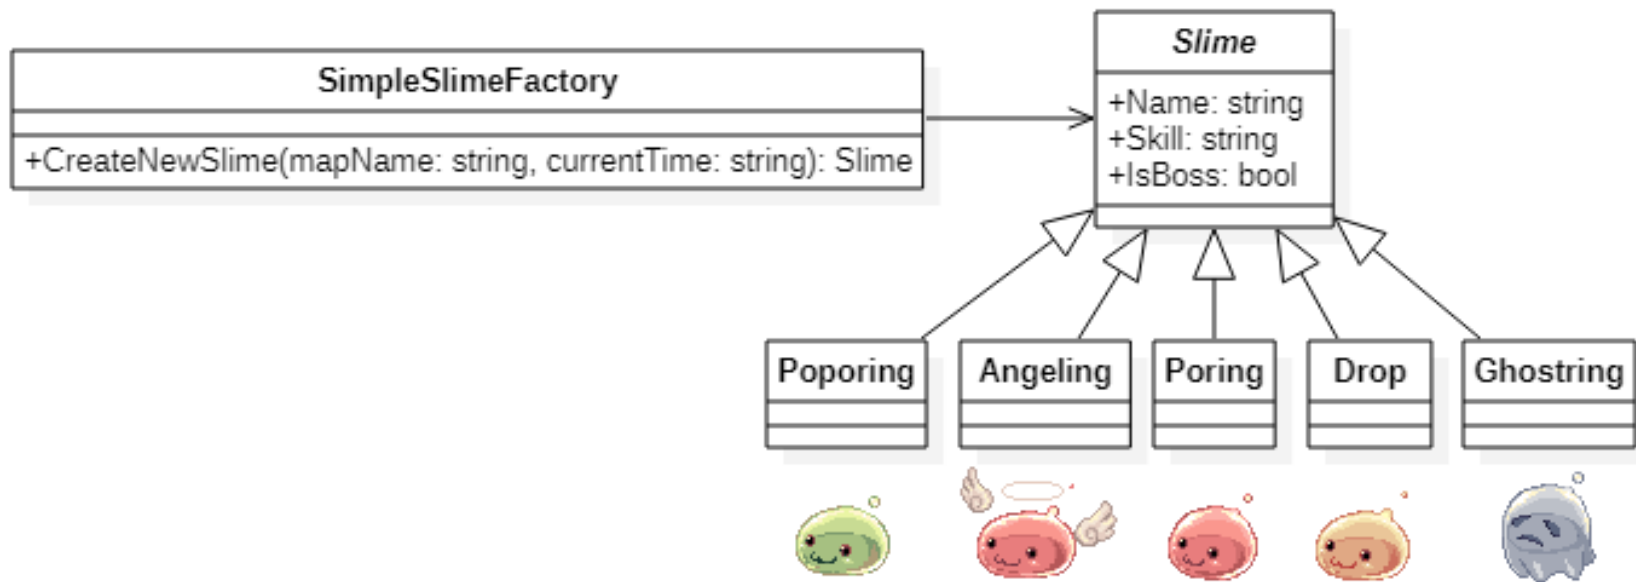 SimpleSlimeFactory
+CreateNewSlime(mapName: string, currentTime: string): Slime
Slime
+Name: string
+Skill: string
+IsBoss: bool
Poporing
Angeling
Poring
Drop
Ghostring